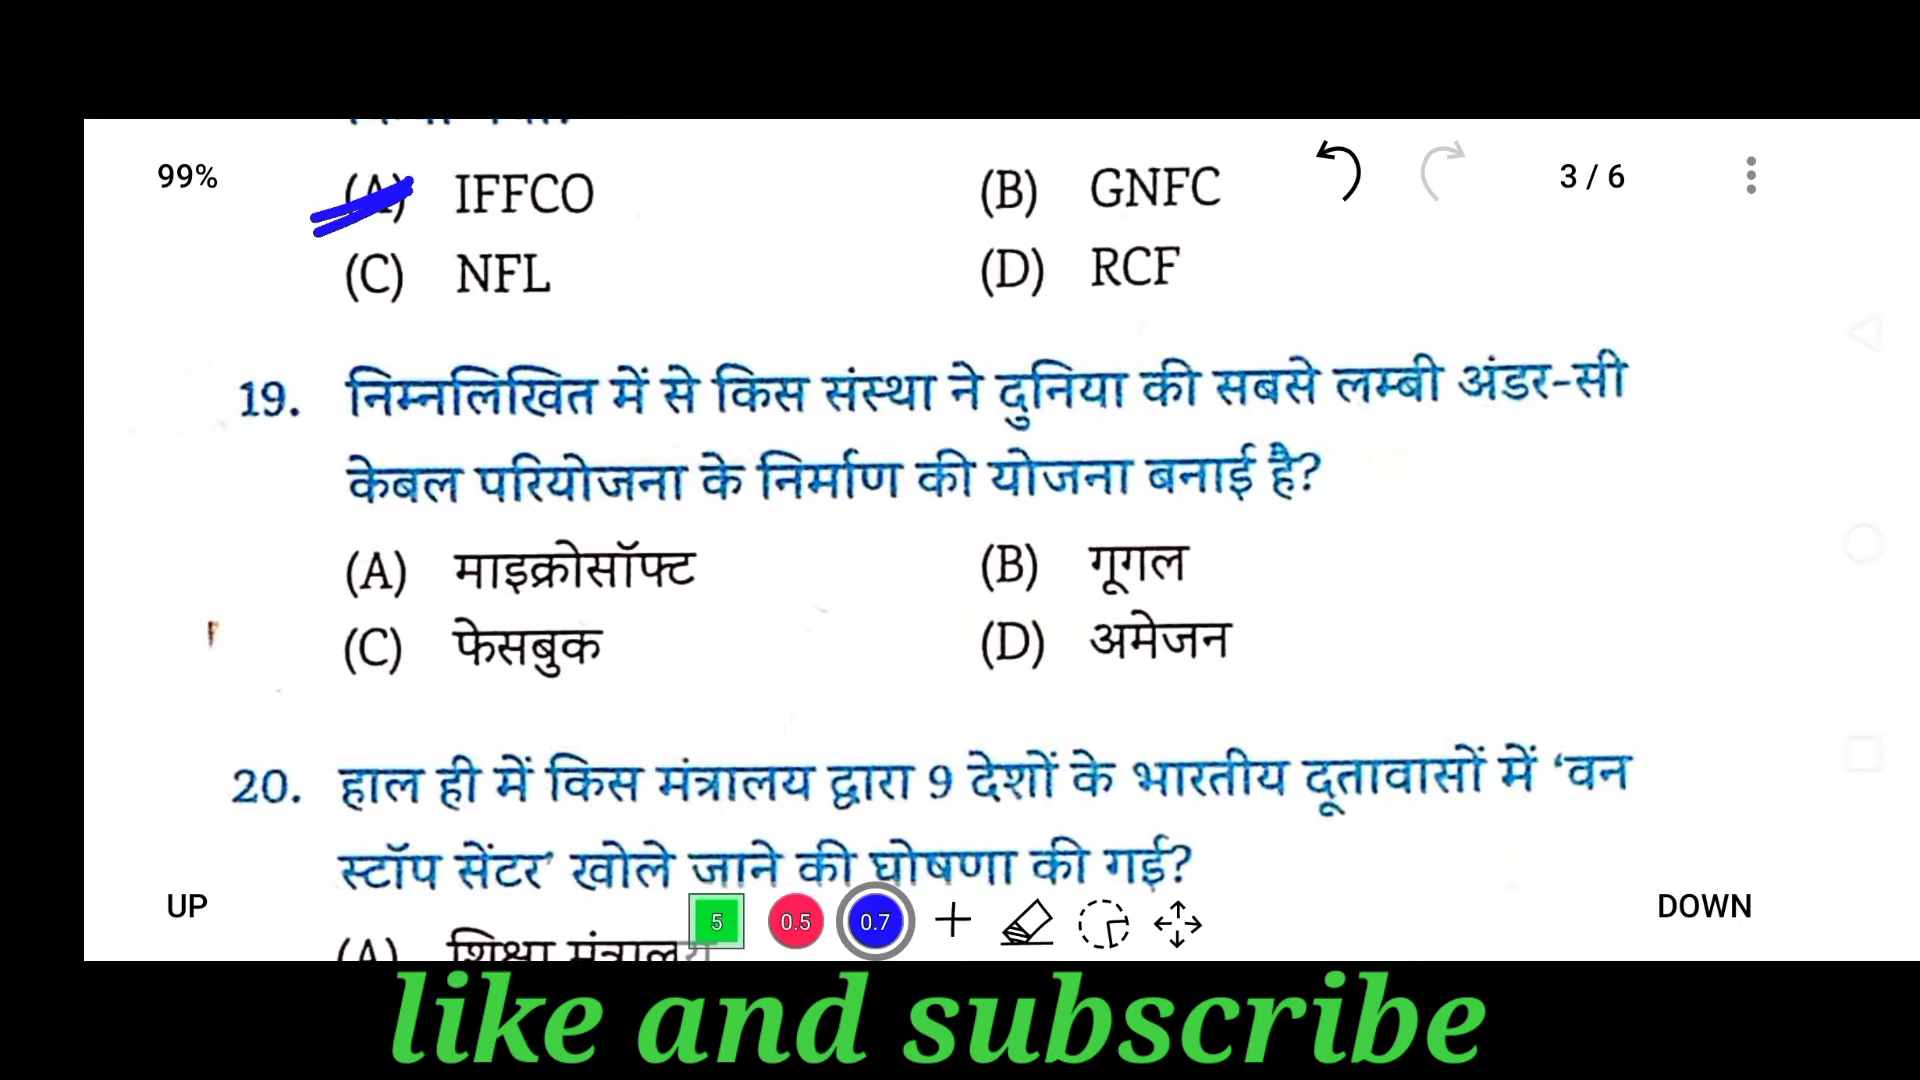 99%
(A) IFFCO
(B) GNFC
3 / 6
(C) NFL
(D) RCF
19. निम्नलिखित में से किस संस्था ने दुनिया की सबसे लम्बी अंडर-सी
केबल परियोजना के निर्माण की योजना बनाई है?
(A) माइक्रोसॉफ्ट
(B) गूगल
(C) फेसबुक
(D) अमेजन
20. हाल ही में किस मंत्रालय द्वारा 9 देशों के भारतीय दूतावासों में ‘वन
स्टॉप सेंटर’ खोले जाने की घोषणा की गई?
UP
5
0.5
0.7
DOWN
(A) शिक्षा मंत्रालय
like and subscribe